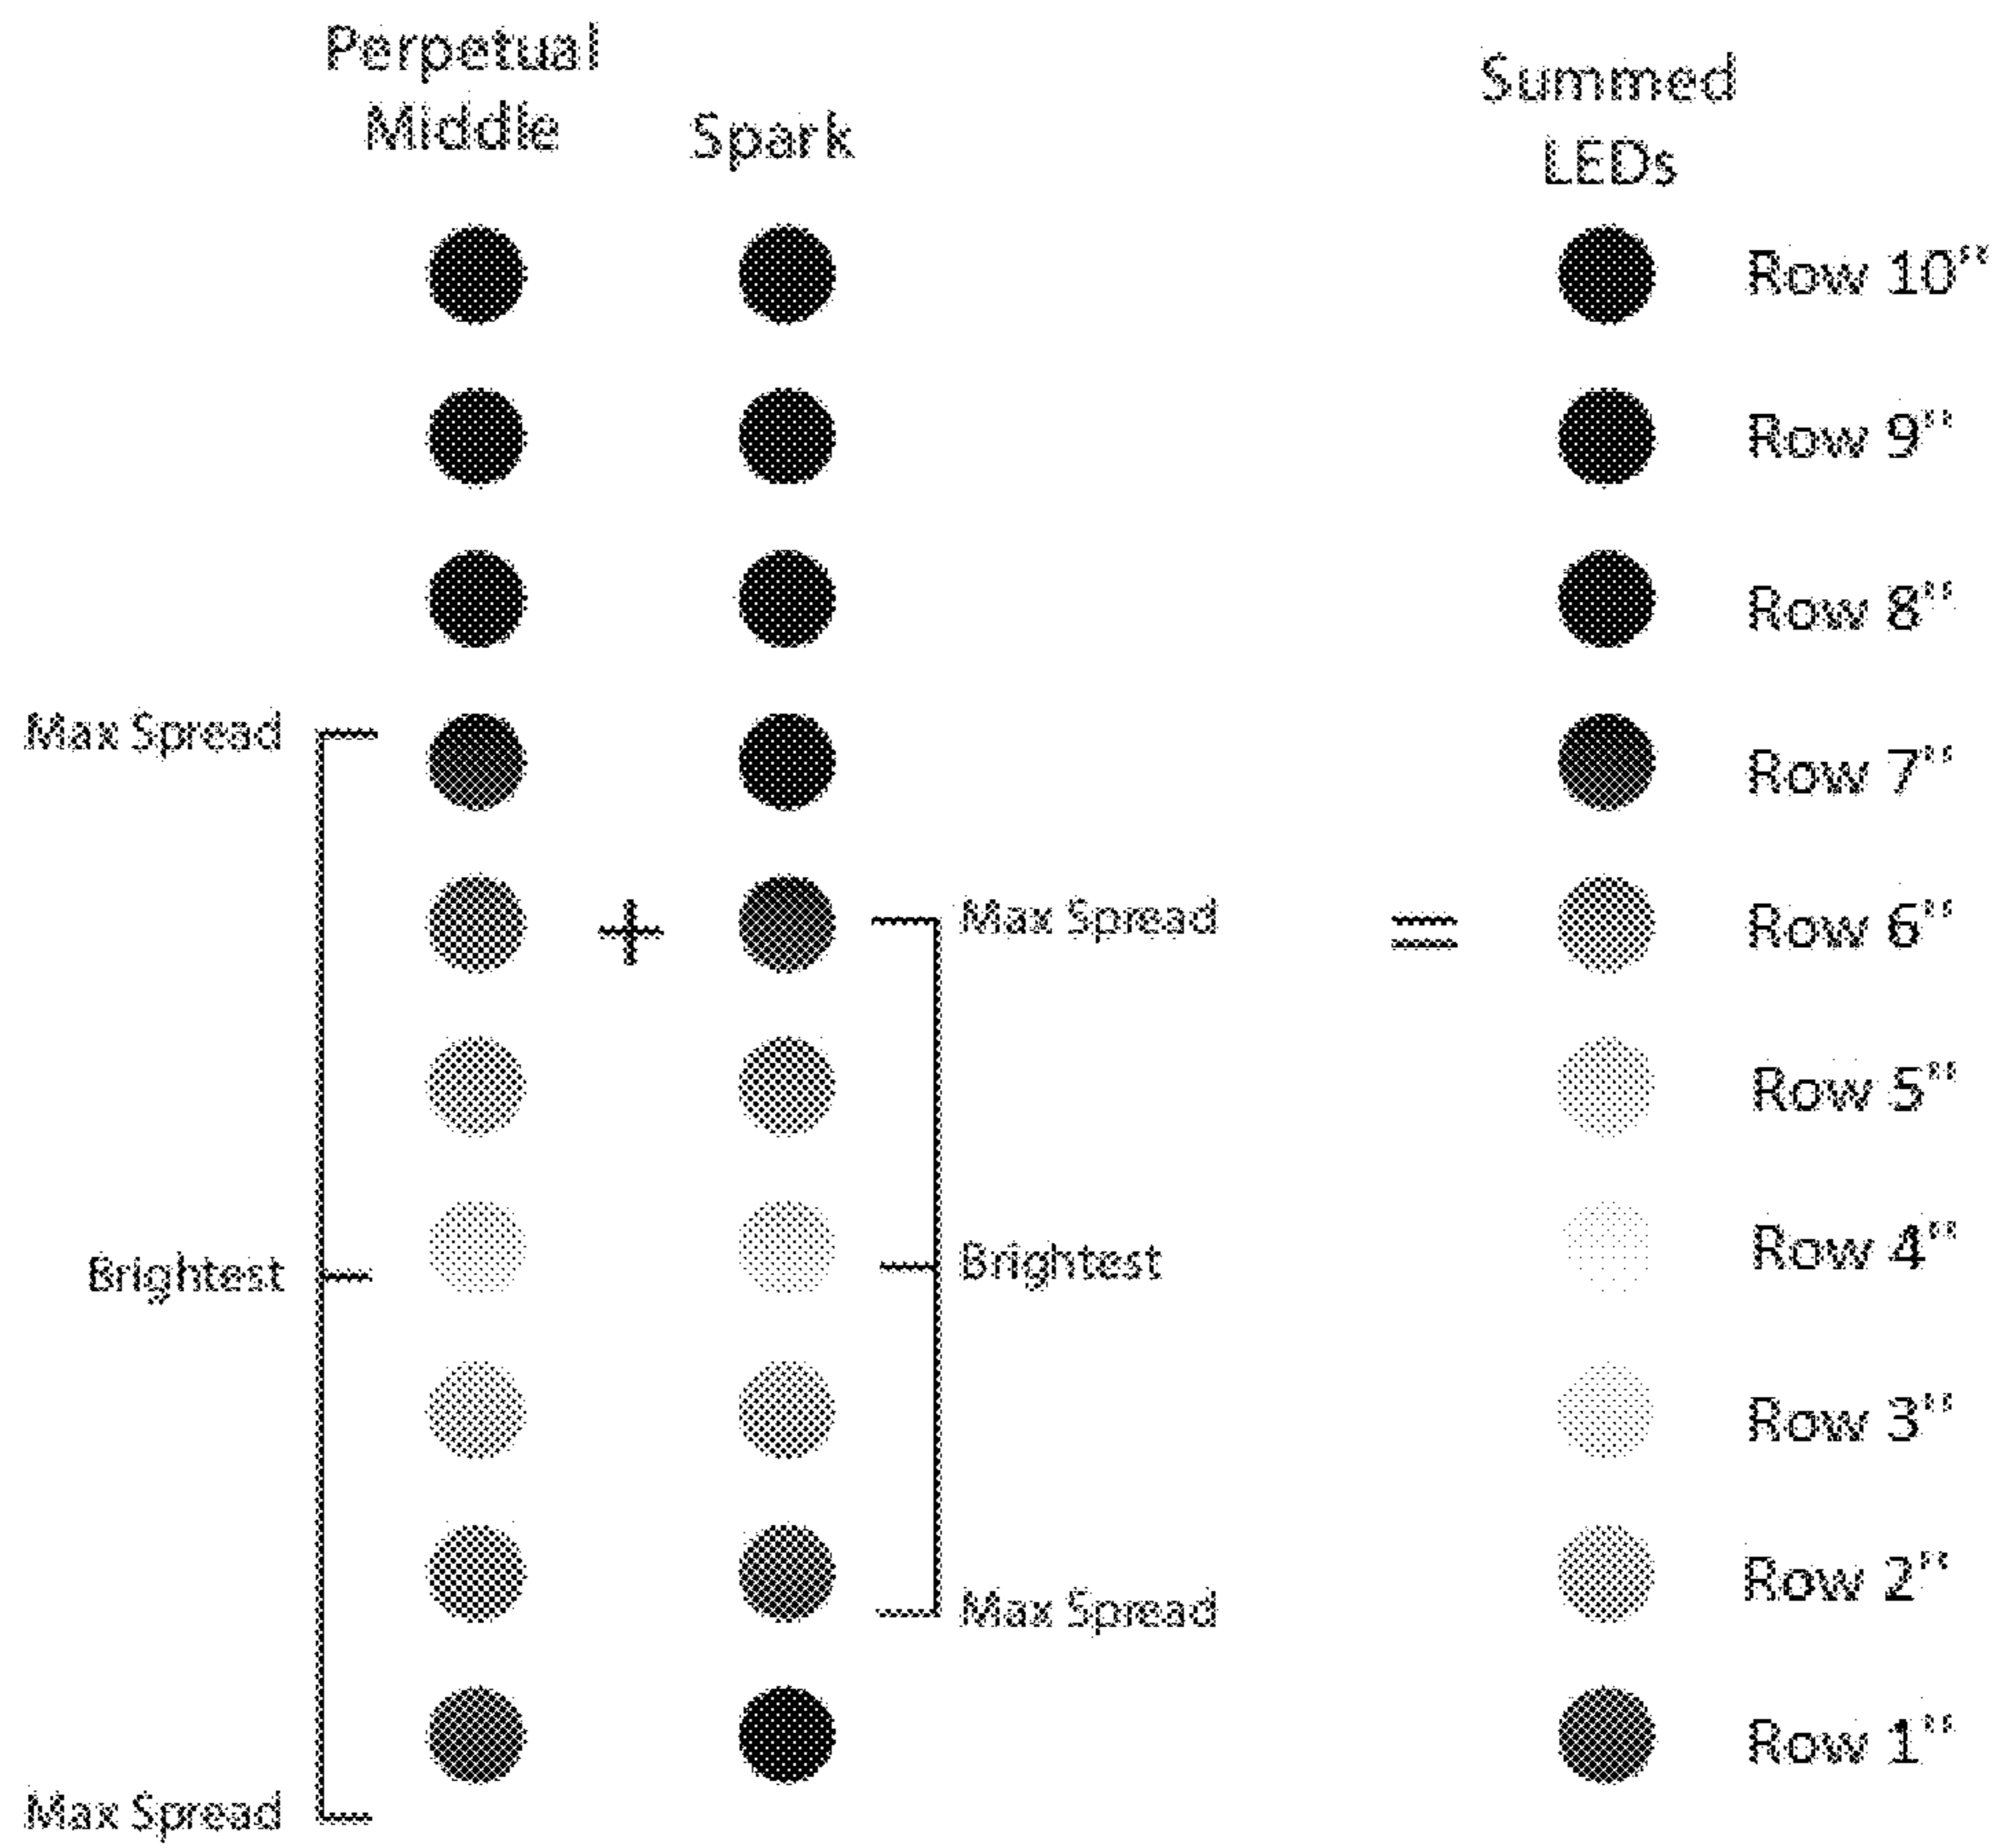 Perpetual
Middle
Spark
Summed
LEDs
Row 10"
Row 9"
Row 8"
Max Spread
Row 7"
+
Max Spread
=
Row 6"
Row 5"
Brightest
Brightest
Row 4"
Row 3"
Max Spread
Row 2"
Row 1"
Max Spread